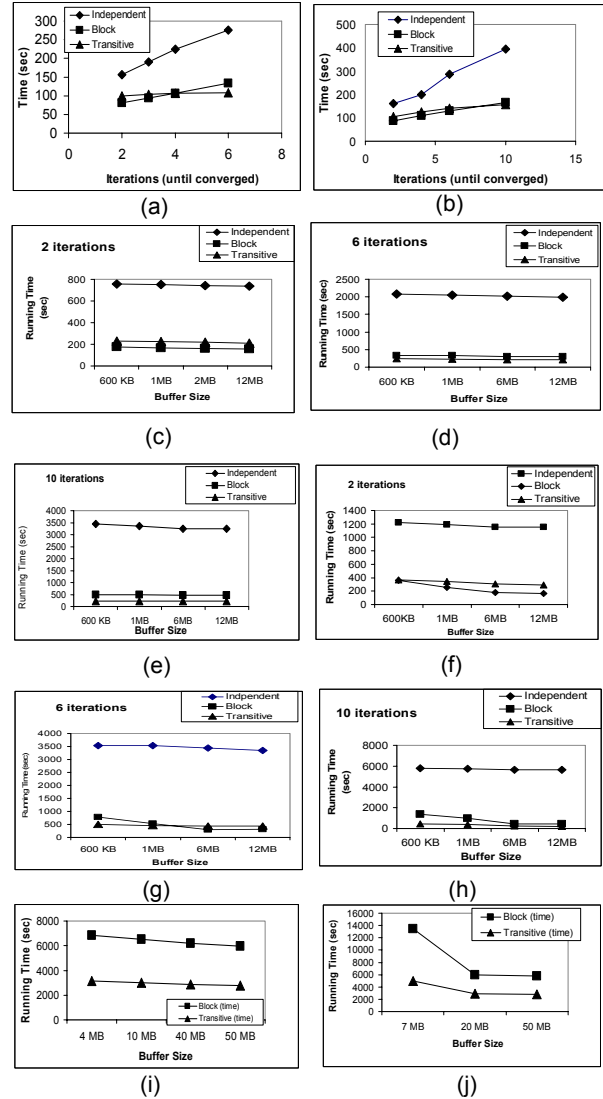 300
250
200
150
100
50
0
Time (sec)
Independent
Block
Transitive
0 2 4 6 8
Iterations (until converged)
(a)
500
400
300
200
100
0
Time (sec)
Independent
Block
Transitive
0 5 10 15
Iterations (until converged)
(b)
2 iterations
Independent
Block
Transitive
800
600
400
200
0
Running Time
(sec)
600 KB 1MB 2MB 12MB
Buffer Size
(c)
6 iterations
Independent
Block
Transitive
2500
2000
1500
1000
500
0
Running Time (sec)
600 KB 1MB 6MB 12MB
Buffer Size
(d)
10 iterations
Independent
Block
Transitive
4000
3500
3000
2500
2000
1500
1000
500
0
Running Time (sec)
600 KB 1MB 6MB 12MB
Buffer Size
(e)
2 iterations
Independent
Block
Transitive
1400
1200
1000
800
600
400
200
0
Running Time (sec)
600KB 1MB 6MB 12MB
Buffer Size
(f)
6 iterations
Indpendent
Block
Transitive
4000
3500
3000
2500
2000
1500
1000
500
0
Running Time(sec)
600 KB 1MB 6MB 12MB
Buffer Size
(g)
10 iterations
Independent
Block
Transitive
8000
6000
4000
2000
0
Running Time
(sec)
600 KB 1MB 6MB 12MB
Buffer Size
(h)
8000
6000
4000
2000
0
Running Time (sec)
Block (time)
Transitive (time)
4 MB 10 MB 40 MB 50 MB
Buffer Size
(i)
16000
14000
12000
10000
8000
6000
4000
2000
0
Running Time (sec)
Block (time)
Transitive (time)
7 MB 20 MB 50 MB
Buffer Size
(j)